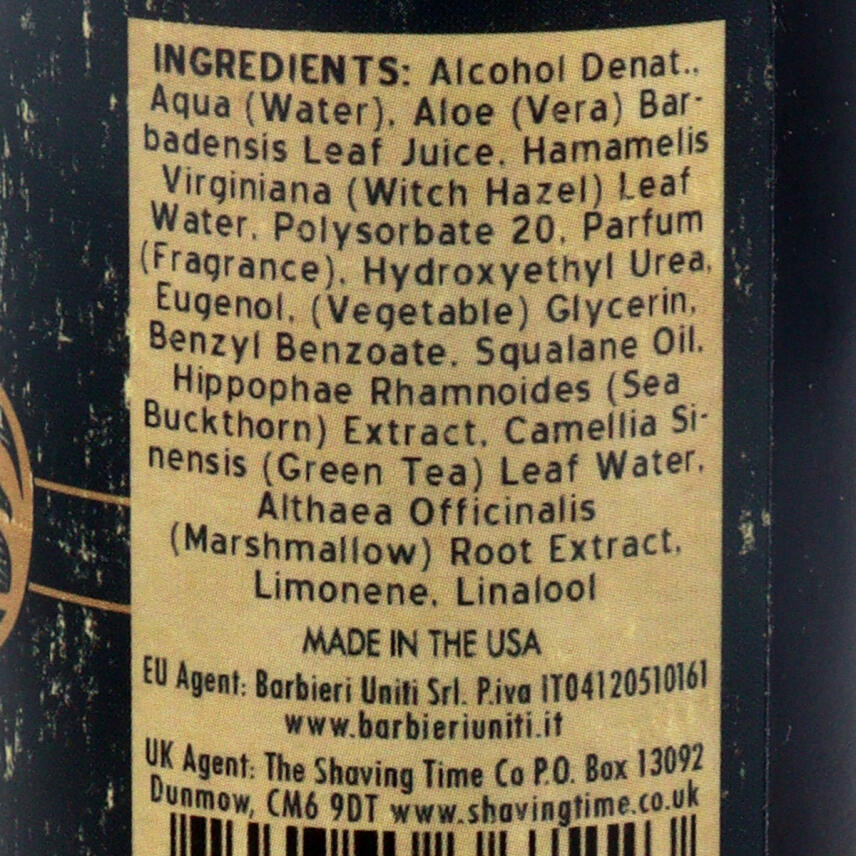 INGREDIENTS: Alcohol Denat.,
Aqua (Water), Aloe (Vera) Bar-
badensis Leaf Juice, Hamamelis
Virginiana (Witch Hazel) Leaf
Water, Polysorbate 20, Parfum
(Fragrance), Hydroxyethyl Urea,
Eugenol, (Vegetable) Glycerin,
Benzyl Benzoate, Squalane Oil,
Hippophae Rhamnoides (Sea
Buckthorn) Extract, Camellia Si-
nensis (Green Tea) Leaf Water,
Althaea Officinalis
(Marshmallow) Root Extract,
Limonene, Linalool
MADE IN THE USA
EU Agent: Barbieri Uniti Srl. P.iva IT04120510161
www.barbieriuniti.it
UK Agent: The Shaving Time Co P.O. Box 13092
Dunmow, CM6 9DT www.shavingtime.co.uk